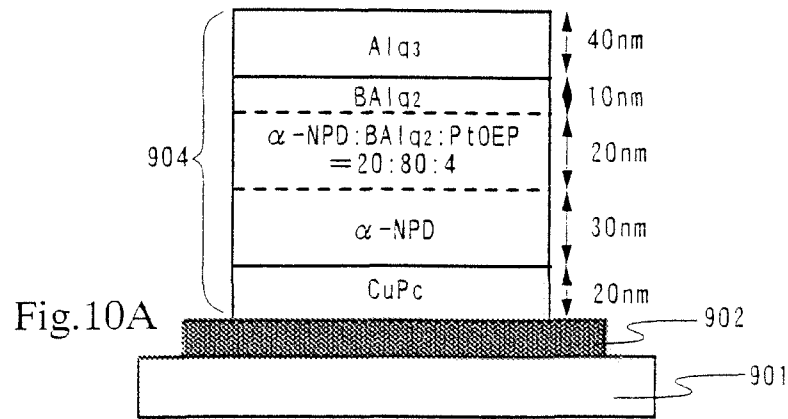 Alq3 40nm
BAlq2 10nm
α-NPD:BAlq2:PtOEP
=20:80:4 20nm
904
α-NPD 30nm
CuPc 20nm
Fig.10A
902
901